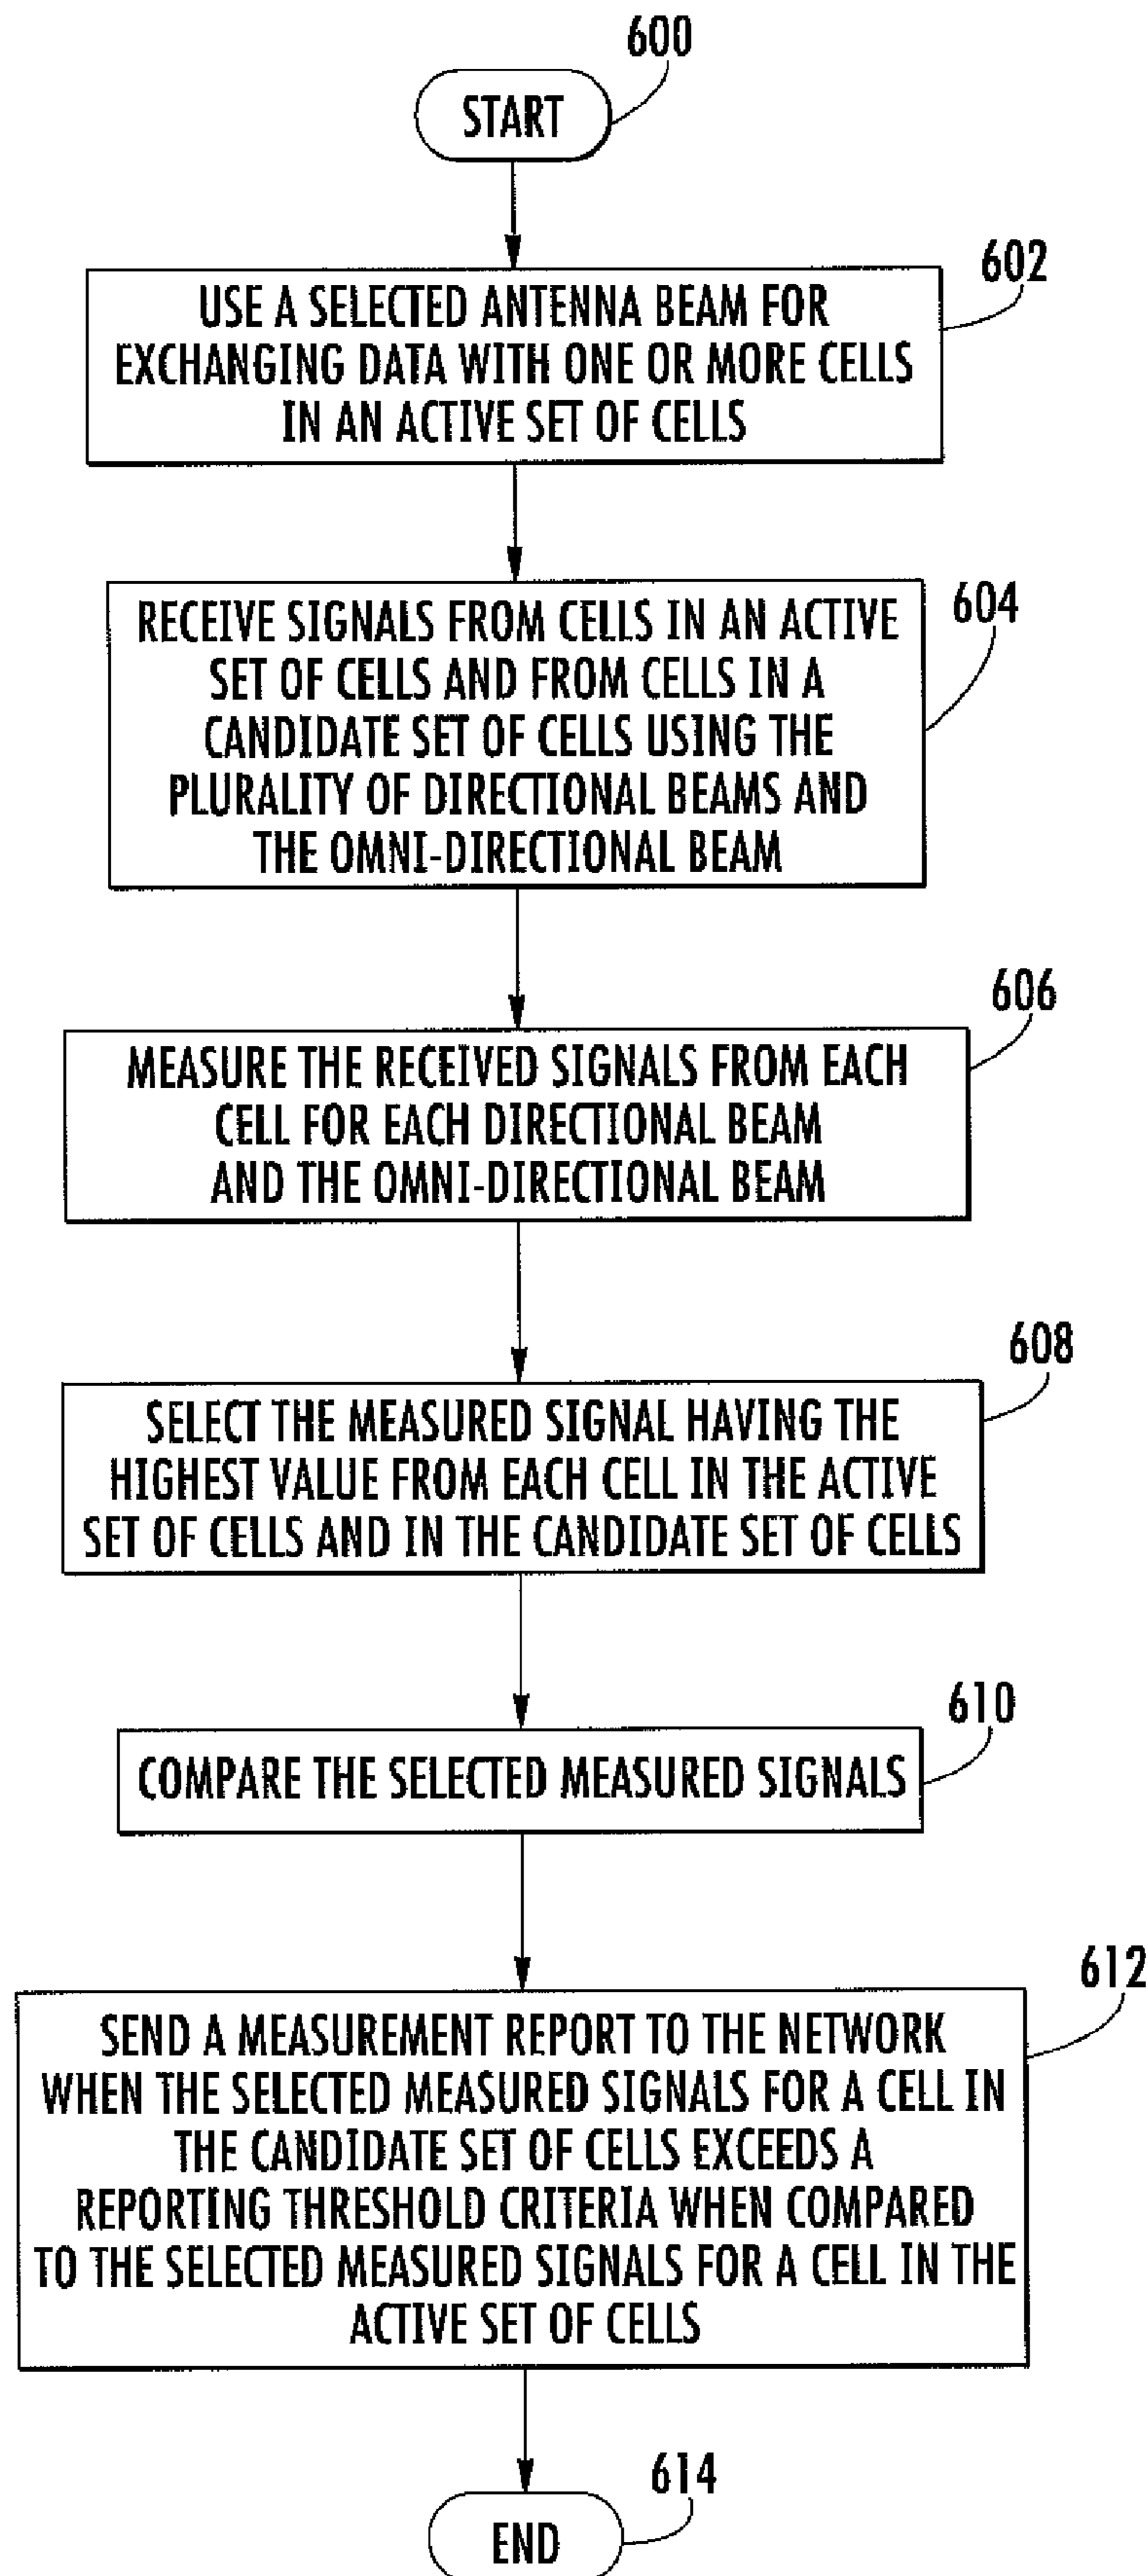 600
START
602
USE A SELECTED ANTENNA BEAM FOR
EXCHANGING DATA WITH ONE OR MORE CELLS
IN AN ACTIVE SET OF CELLS
604
RECEIVE SIGNALS FROM CELLS IN AN ACTIVE
SET OF CELLS AND FROM CELLS IN A
CANDIDATE SET OF CELLS USING THE
PLURALITY OF DIRECTIONAL BEAMS AND
THE OMNI-DIRECTIONAL BEAM
606
MEASURE THE RECEIVED SIGNALS FROM EACH
CELL FOR EACH DIRECTIONAL BEAM
AND THE OMNI-DIRECTIONAL BEAM
608
SELECT THE MEASURED SIGNAL HAVING THE
HIGHEST VALUE FROM EACH CELL IN THE ACTIVE
SET OF CELLS AND IN THE CANDIDATE SET OF CELLS
610
COMPARE THE SELECTED MEASURED SIGNALS
612
SEND A MEASUREMENT REPORT TO THE NETWORK
WHEN THE SELECTED MEASURED SIGNALS FOR A CELL IN
THE CANDIDATE SET OF CELLS EXCEEDS A
REPORTING THRESHOLD CRITERIA WHEN COMPARED
TO THE SELECTED MEASURED SIGNALS FOR A CELL IN THE
ACTIVE SET OF CELLS
614
END